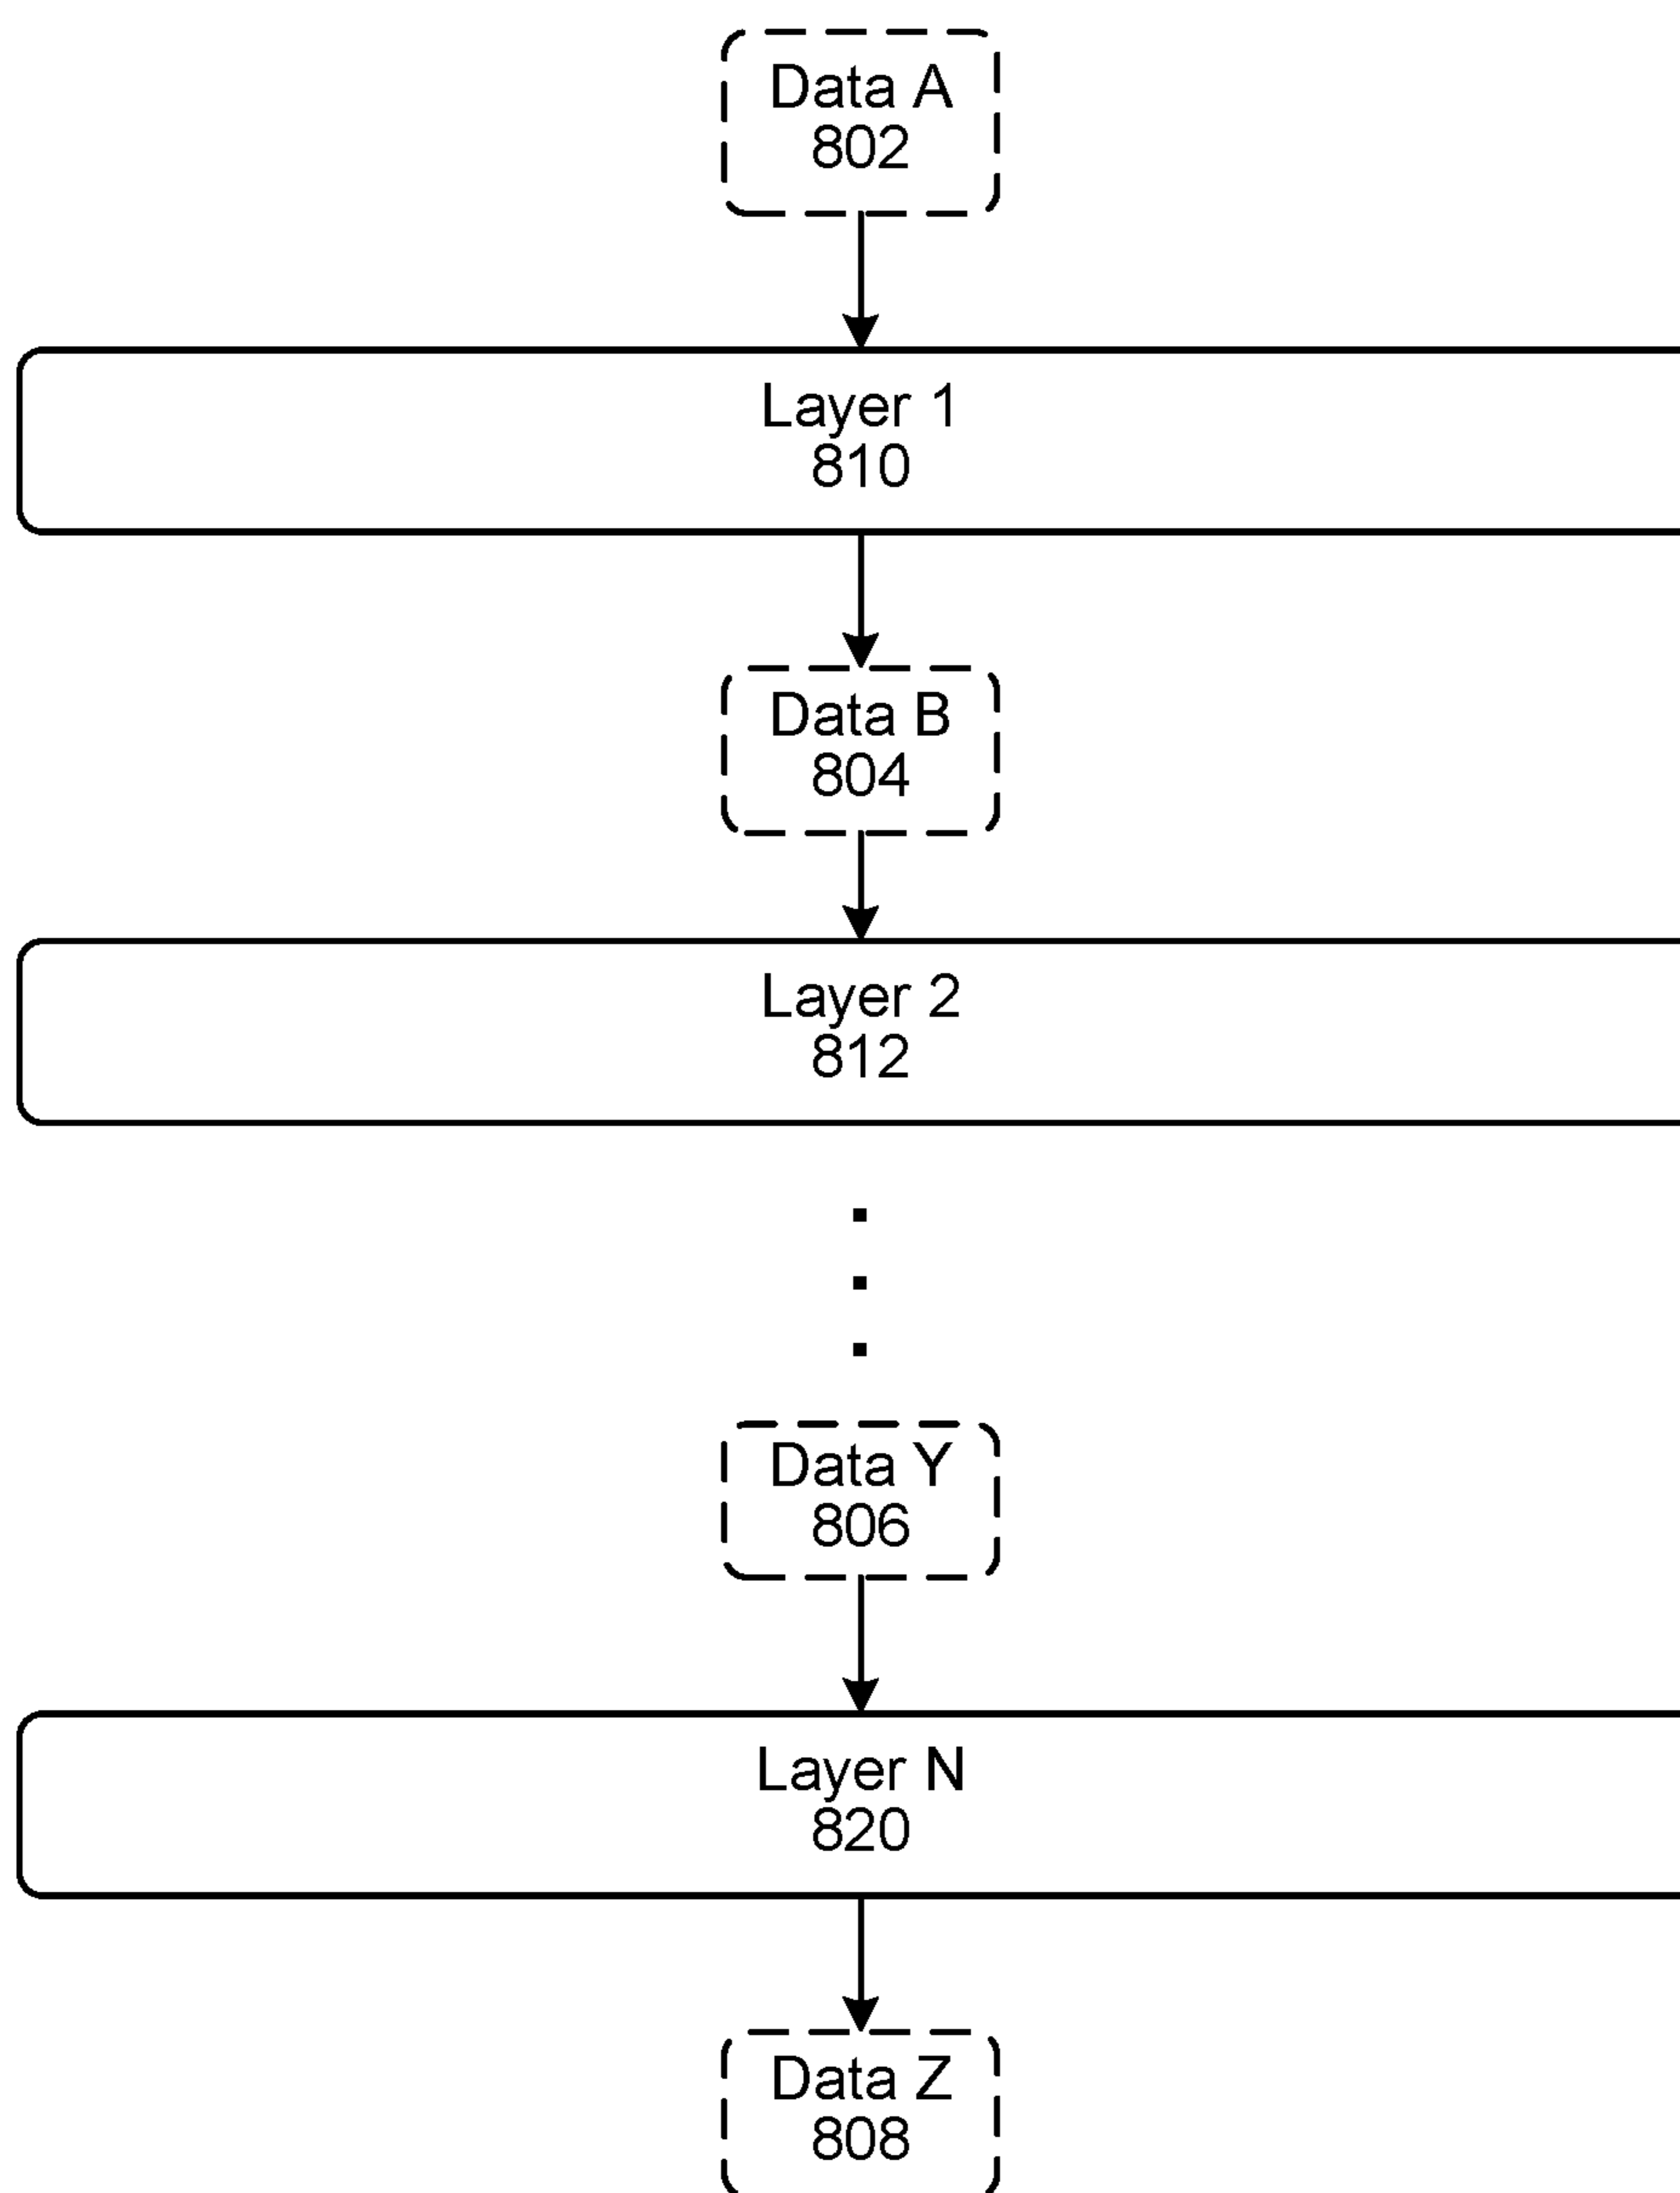 Data A
802
Layer 1
810
Data B
804
Layer 2
812
Data Y
806
Layer N
820
Data Z
808